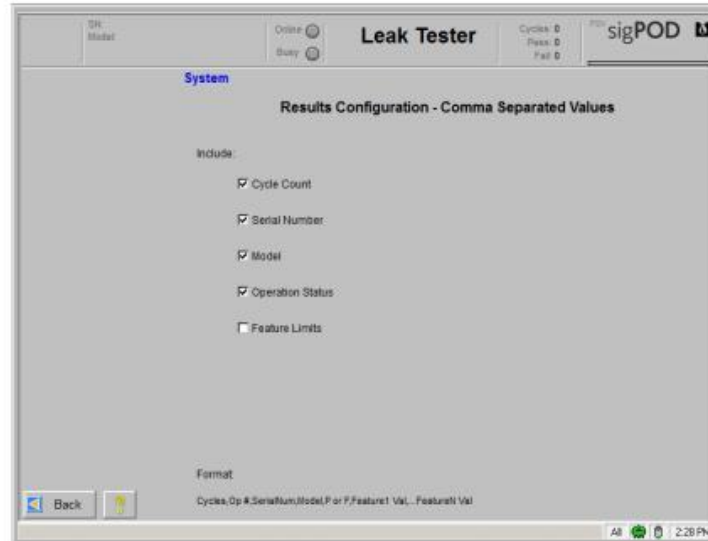 SN:
Model:
Online
Busy
Leak Tester
Cycles: 0
Pass: 0
Fail: 0
sigPOD
System
Results Configuration - Comma Separated Values
Include:
Cycle Count
Serial Number
Model
Operation Status
Feature Limits
Format
Cycles,Op #,SerialNum,Model,P or F,Feature1 Val,...FeatureN Val
Back
All
2:28 PM